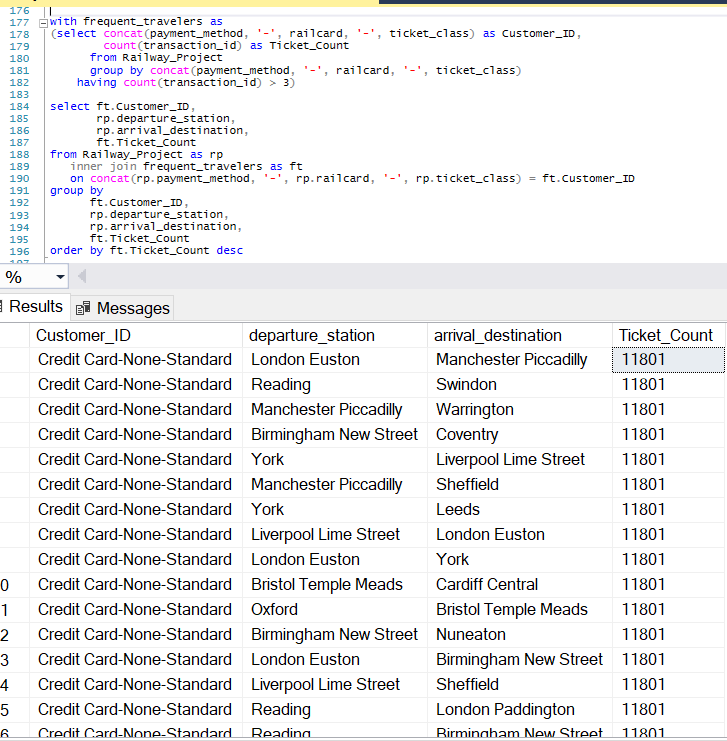 176
177 with frequent_travelers as
178 (select concat(payment_method, '-', railcard, '-', ticket_class) as Customer_ID,
179 count(transaction_id) as Ticket_Count
180 from Railway_Project
181 group by concat(payment_method, '-', railcard, '-', ticket_class)
182 having count(transaction_id) > 3)
183
184 select ft.Customer_ID,
185 rp.departure_station,
186 rp.arrival_destination,
187 ft.Ticket_Count
188 from Railway_Project as rp
189 inner join frequent_travelers as ft
190 on concat(rp.payment_method, '-', rp.railcard, '-', rp.ticket_class) = ft.Customer_ID
191 group by
192 ft.Customer_ID,
193 rp.departure_station,
194 rp.arrival_destination,
195 ft.Ticket_Count
196 order by ft.Ticket_Count desc
197
%
Results Messages
Customer_ID departure_station arrival_destination Ticket_Count
Credit Card-None-Standard London Euston Manchester Piccadilly 11801
Credit Card-None-Standard Reading Swindon 11801
Credit Card-None-Standard Manchester Piccadilly Warrington 11801
Credit Card-None-Standard Birmingham New Street Coventry 11801
Credit Card-None-Standard York Liverpool Lime Street 11801
Credit Card-None-Standard Manchester Piccadilly Sheffield 11801
Credit Card-None-Standard York Leeds 11801
Credit Card-None-Standard Liverpool Lime Street London Euston 11801
Credit Card-None-Standard London Euston York 11801
0 Credit Card-None-Standard Bristol Temple Meads Cardiff Central 11801
1 Credit Card-None-Standard Oxford Bristol Temple Meads 11801
2 Credit Card-None-Standard Birmingham New Street Nuneaton 11801
3 Credit Card-None-Standard London Euston Birmingham New Street 11801
4 Credit Card-None-Standard Liverpool Lime Street Sheffield 11801
5 Credit Card-None-Standard Reading London Paddington 11801
6 Credit Card-None-Standard Reading Birmingham New Street 11801